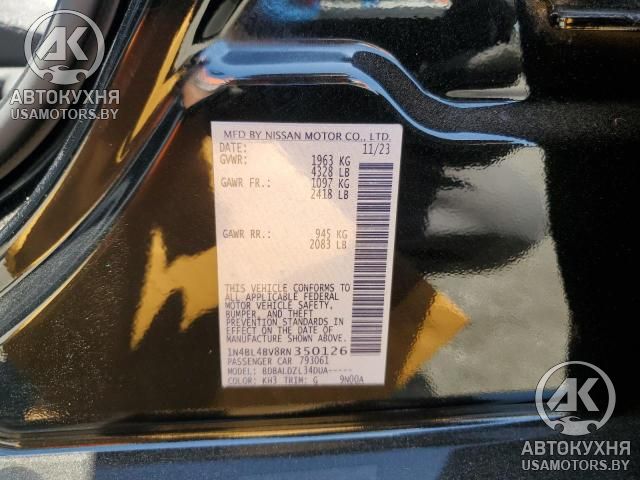 AK
АВТОКУХНЯ
USAMOTORS.BY
MFD BY NISSAN MOTOR CO., LTD.
DATE: 11/23
GVWR: 1963 KG
4328 LB
GAWR FR.: 1097 KG
2418 LB
GAWR RR.: 945 KG
2083 LB
THIS VEHICLE CONFORMS TO
ALL APPLICABLE FEDERAL
MOTOR VEHICLE SAFETY,
BUMPER, AND THEFT
PREVENTION STANDARDS IN
EFFECT ON THE DATE OF
MANUFACTURE SHOWN ABOVE.
1N4BL4BV8RN350126
PASSENGER CAR 793061
MODEL: BDBALDZL34DUA-----
COLOR: KH3 TRIM: G 9N00A
AK
АВТОКУХНЯ
USAMOTORS.BY